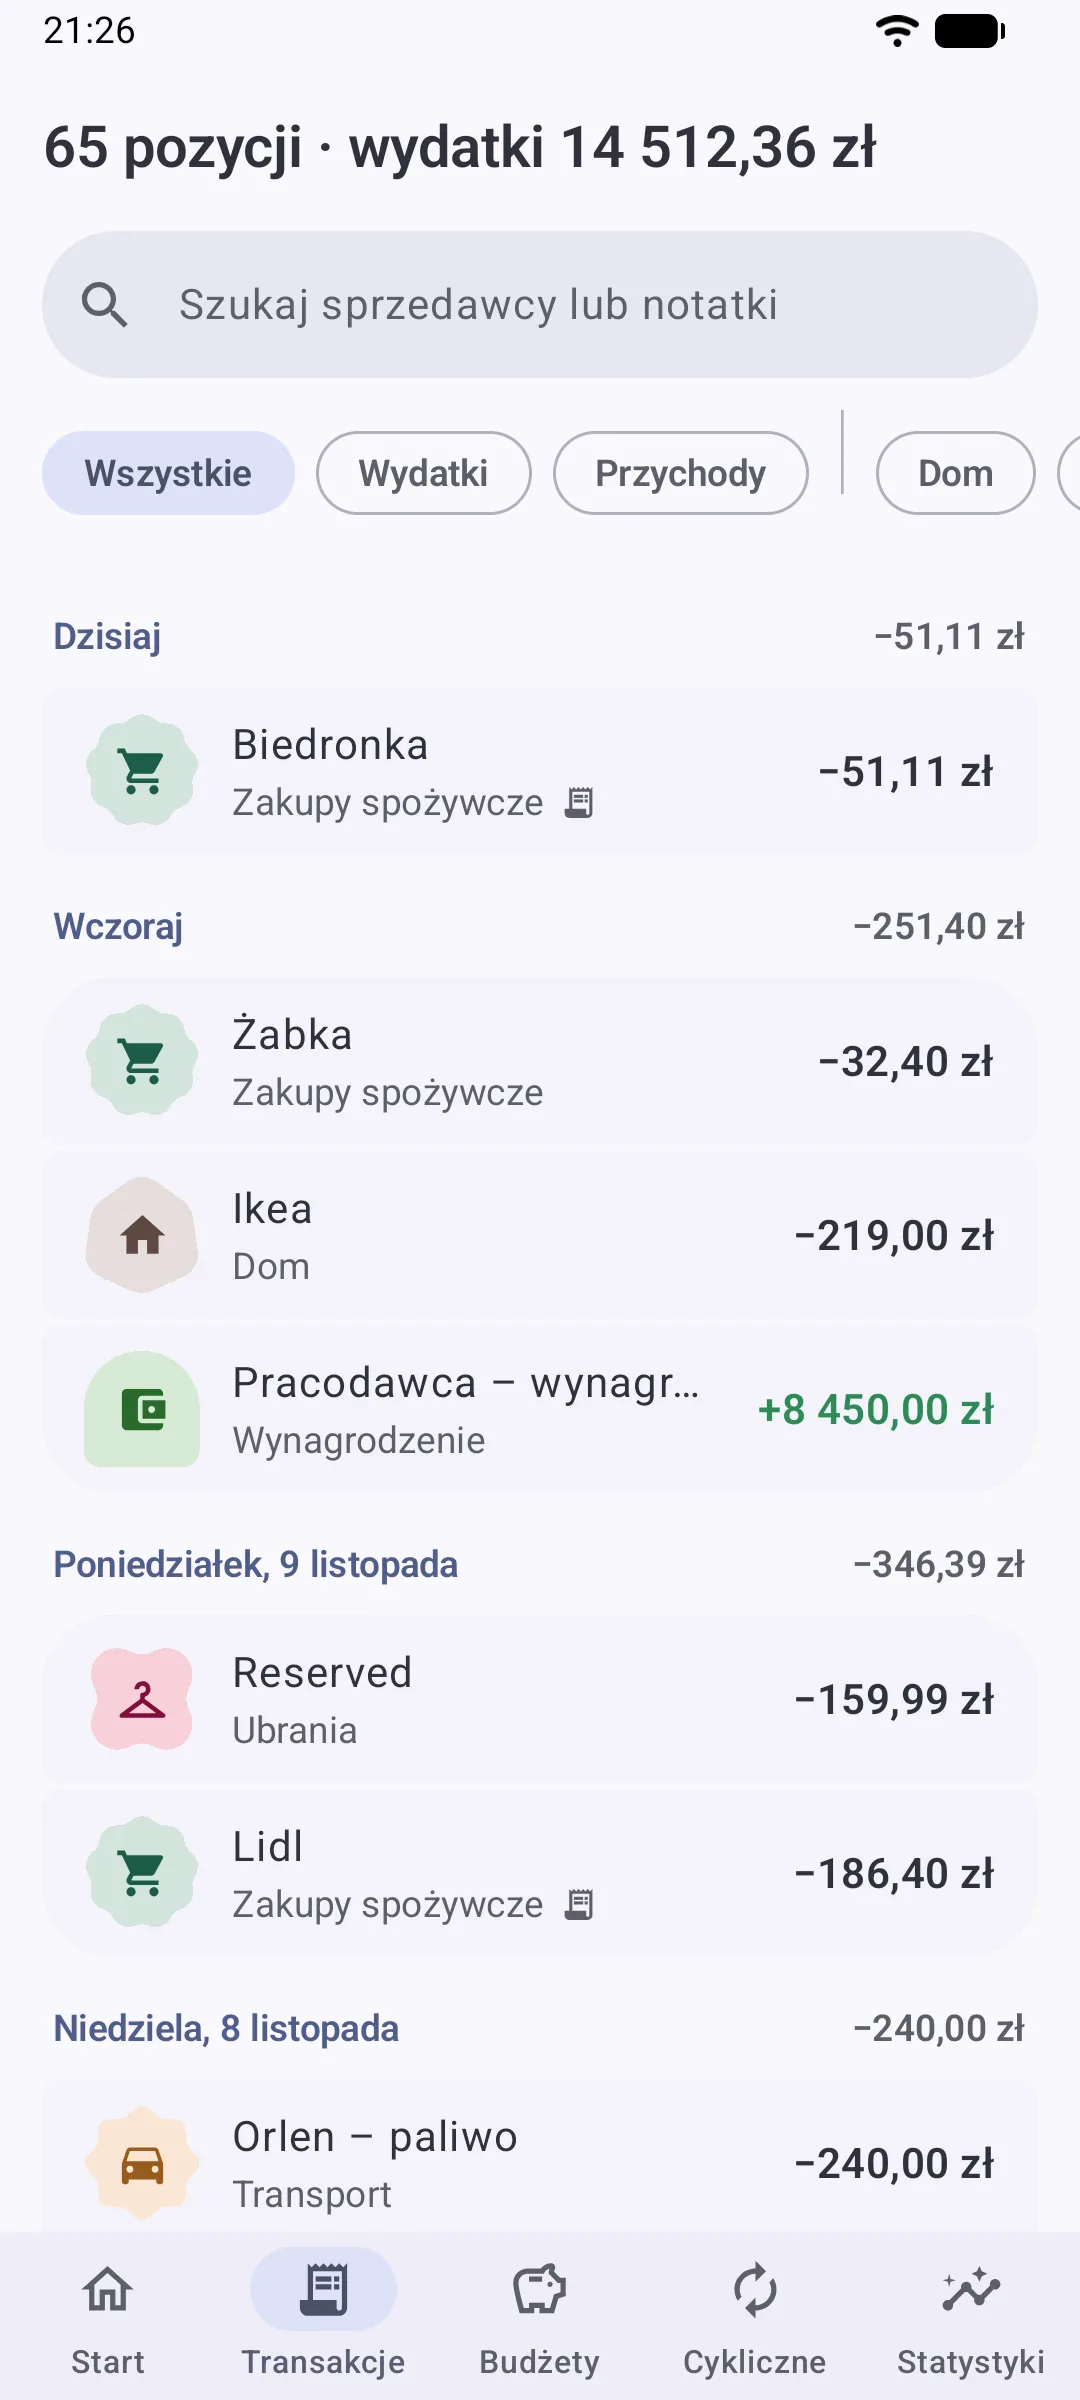 21:26
65 pozycji · wydatki 14 512,36 zł
Szukaj sprzedawcy lub notatki
Wszystkie Wydatki Przychody Dom
Dzisiaj −51,11 zł
Biedronka
Zakupy spożywcze
−51,11 zł
Wczoraj −251,40 zł
Żabka
Zakupy spożywcze
−32,40 zł
Ikea
Dom
−219,00 zł
Pracodawca – wynagr...
Wynagrodzenie
+8 450,00 zł
Poniedziałek, 9 listopada −346,39 zł
Reserved
Ubrania
−159,99 zł
Lidl
Zakupy spożywcze
−186,40 zł
Niedziela, 8 listopada −240,00 zł
Orlen – paliwo
Transport
−240,00 zł
Start Transakcje Budżety Cykliczne Statystyki